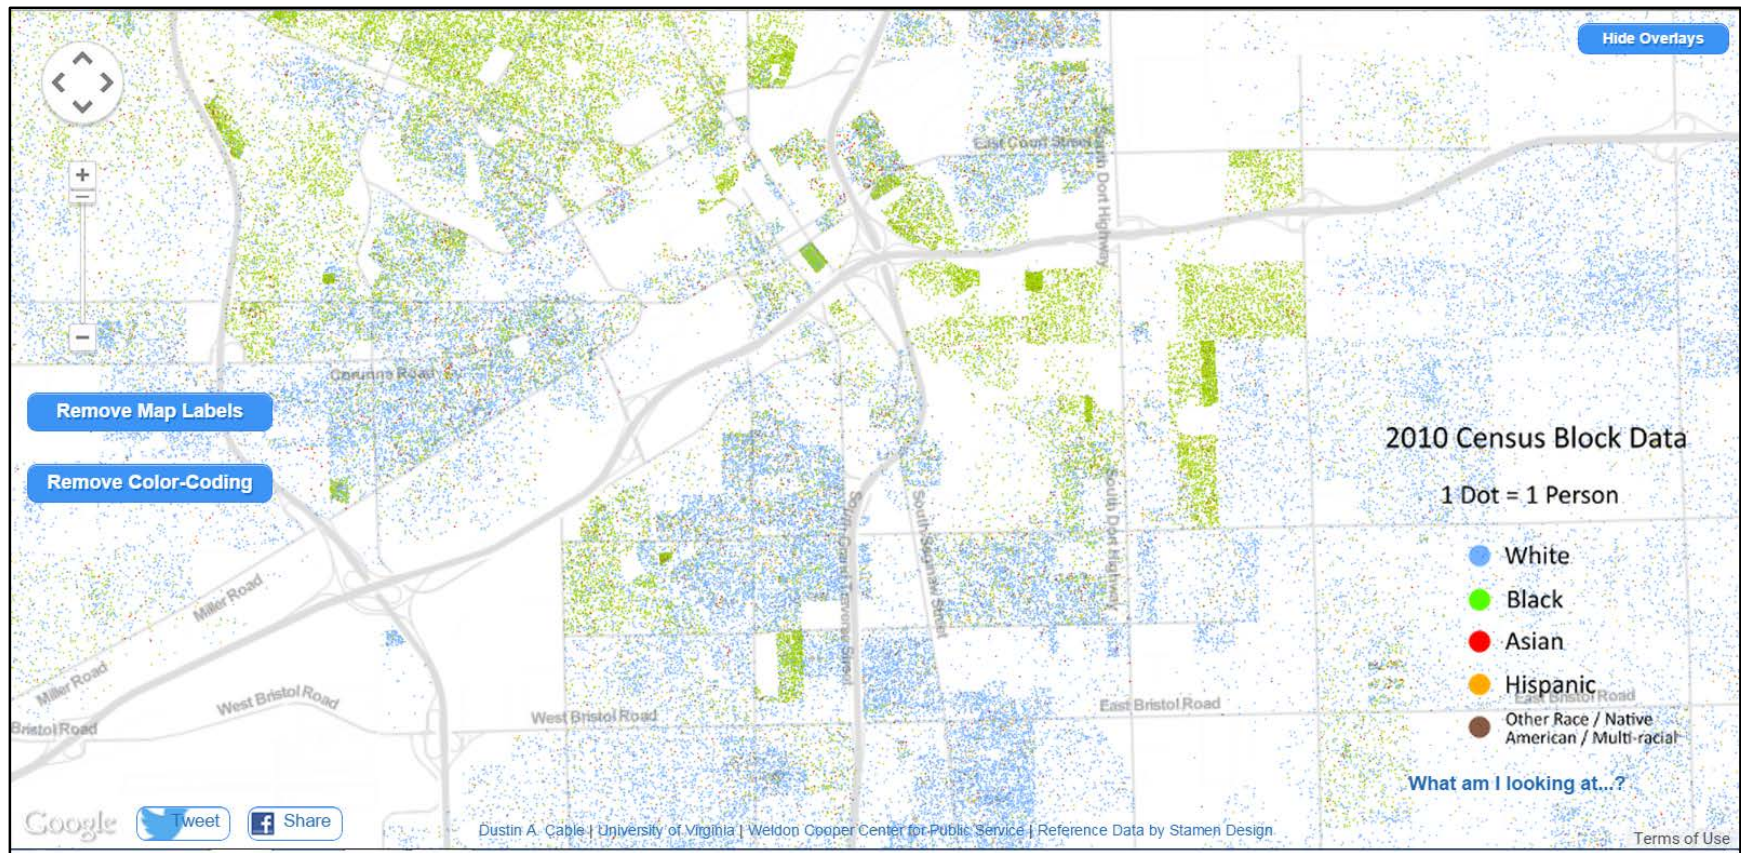 Hide Overlays
+
−
East Court Street
South Dort Highway
Corunna Road
Remove Map Labels
Remove Color-Coding
2010 Census Block Data
1 Dot = 1 Person
White
Black
Asian
Hispanic
Other Race / Native
American / Multi-racial
What am I looking at...?
South Grand Traverse Street
South Saginaw Street
South Dort Highway
Miller Road
Miller Road
West Bristol Road
Bristol Road
West Bristol Road
East Bristol Road
East Bristol Road
Google
Tweet
Share
Dustin A. Cable | University of Virginia | Weldon Cooper Center for Public Service | Reference Data by Stamen Design
Terms of Use